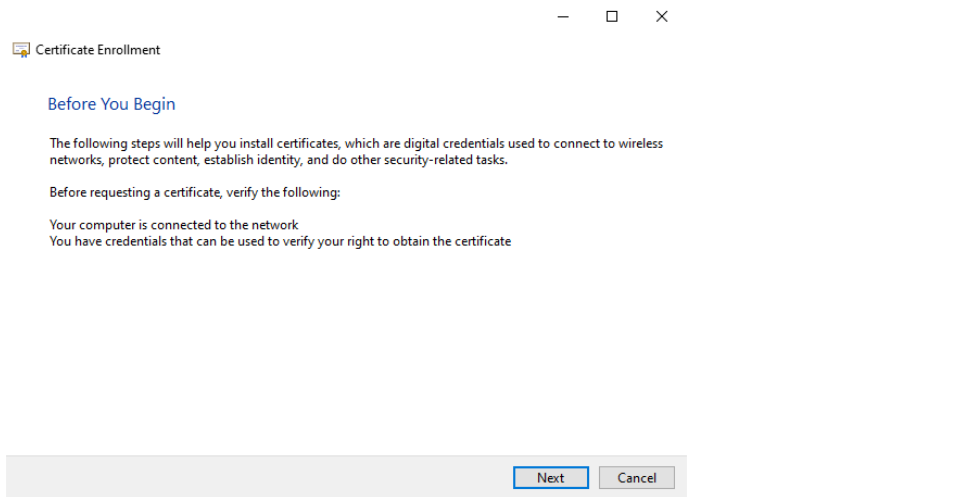 Certificate Enrollment
Before You Begin
The following steps will help you install certificates, which are digital credentials used to connect to wireless
networks, protect content, establish identity, and do other security-related tasks.
Before requesting a certificate, verify the following:
Your computer is connected to the network
You have credentials that can be used to verify your right to obtain the certificate
Next
Cancel